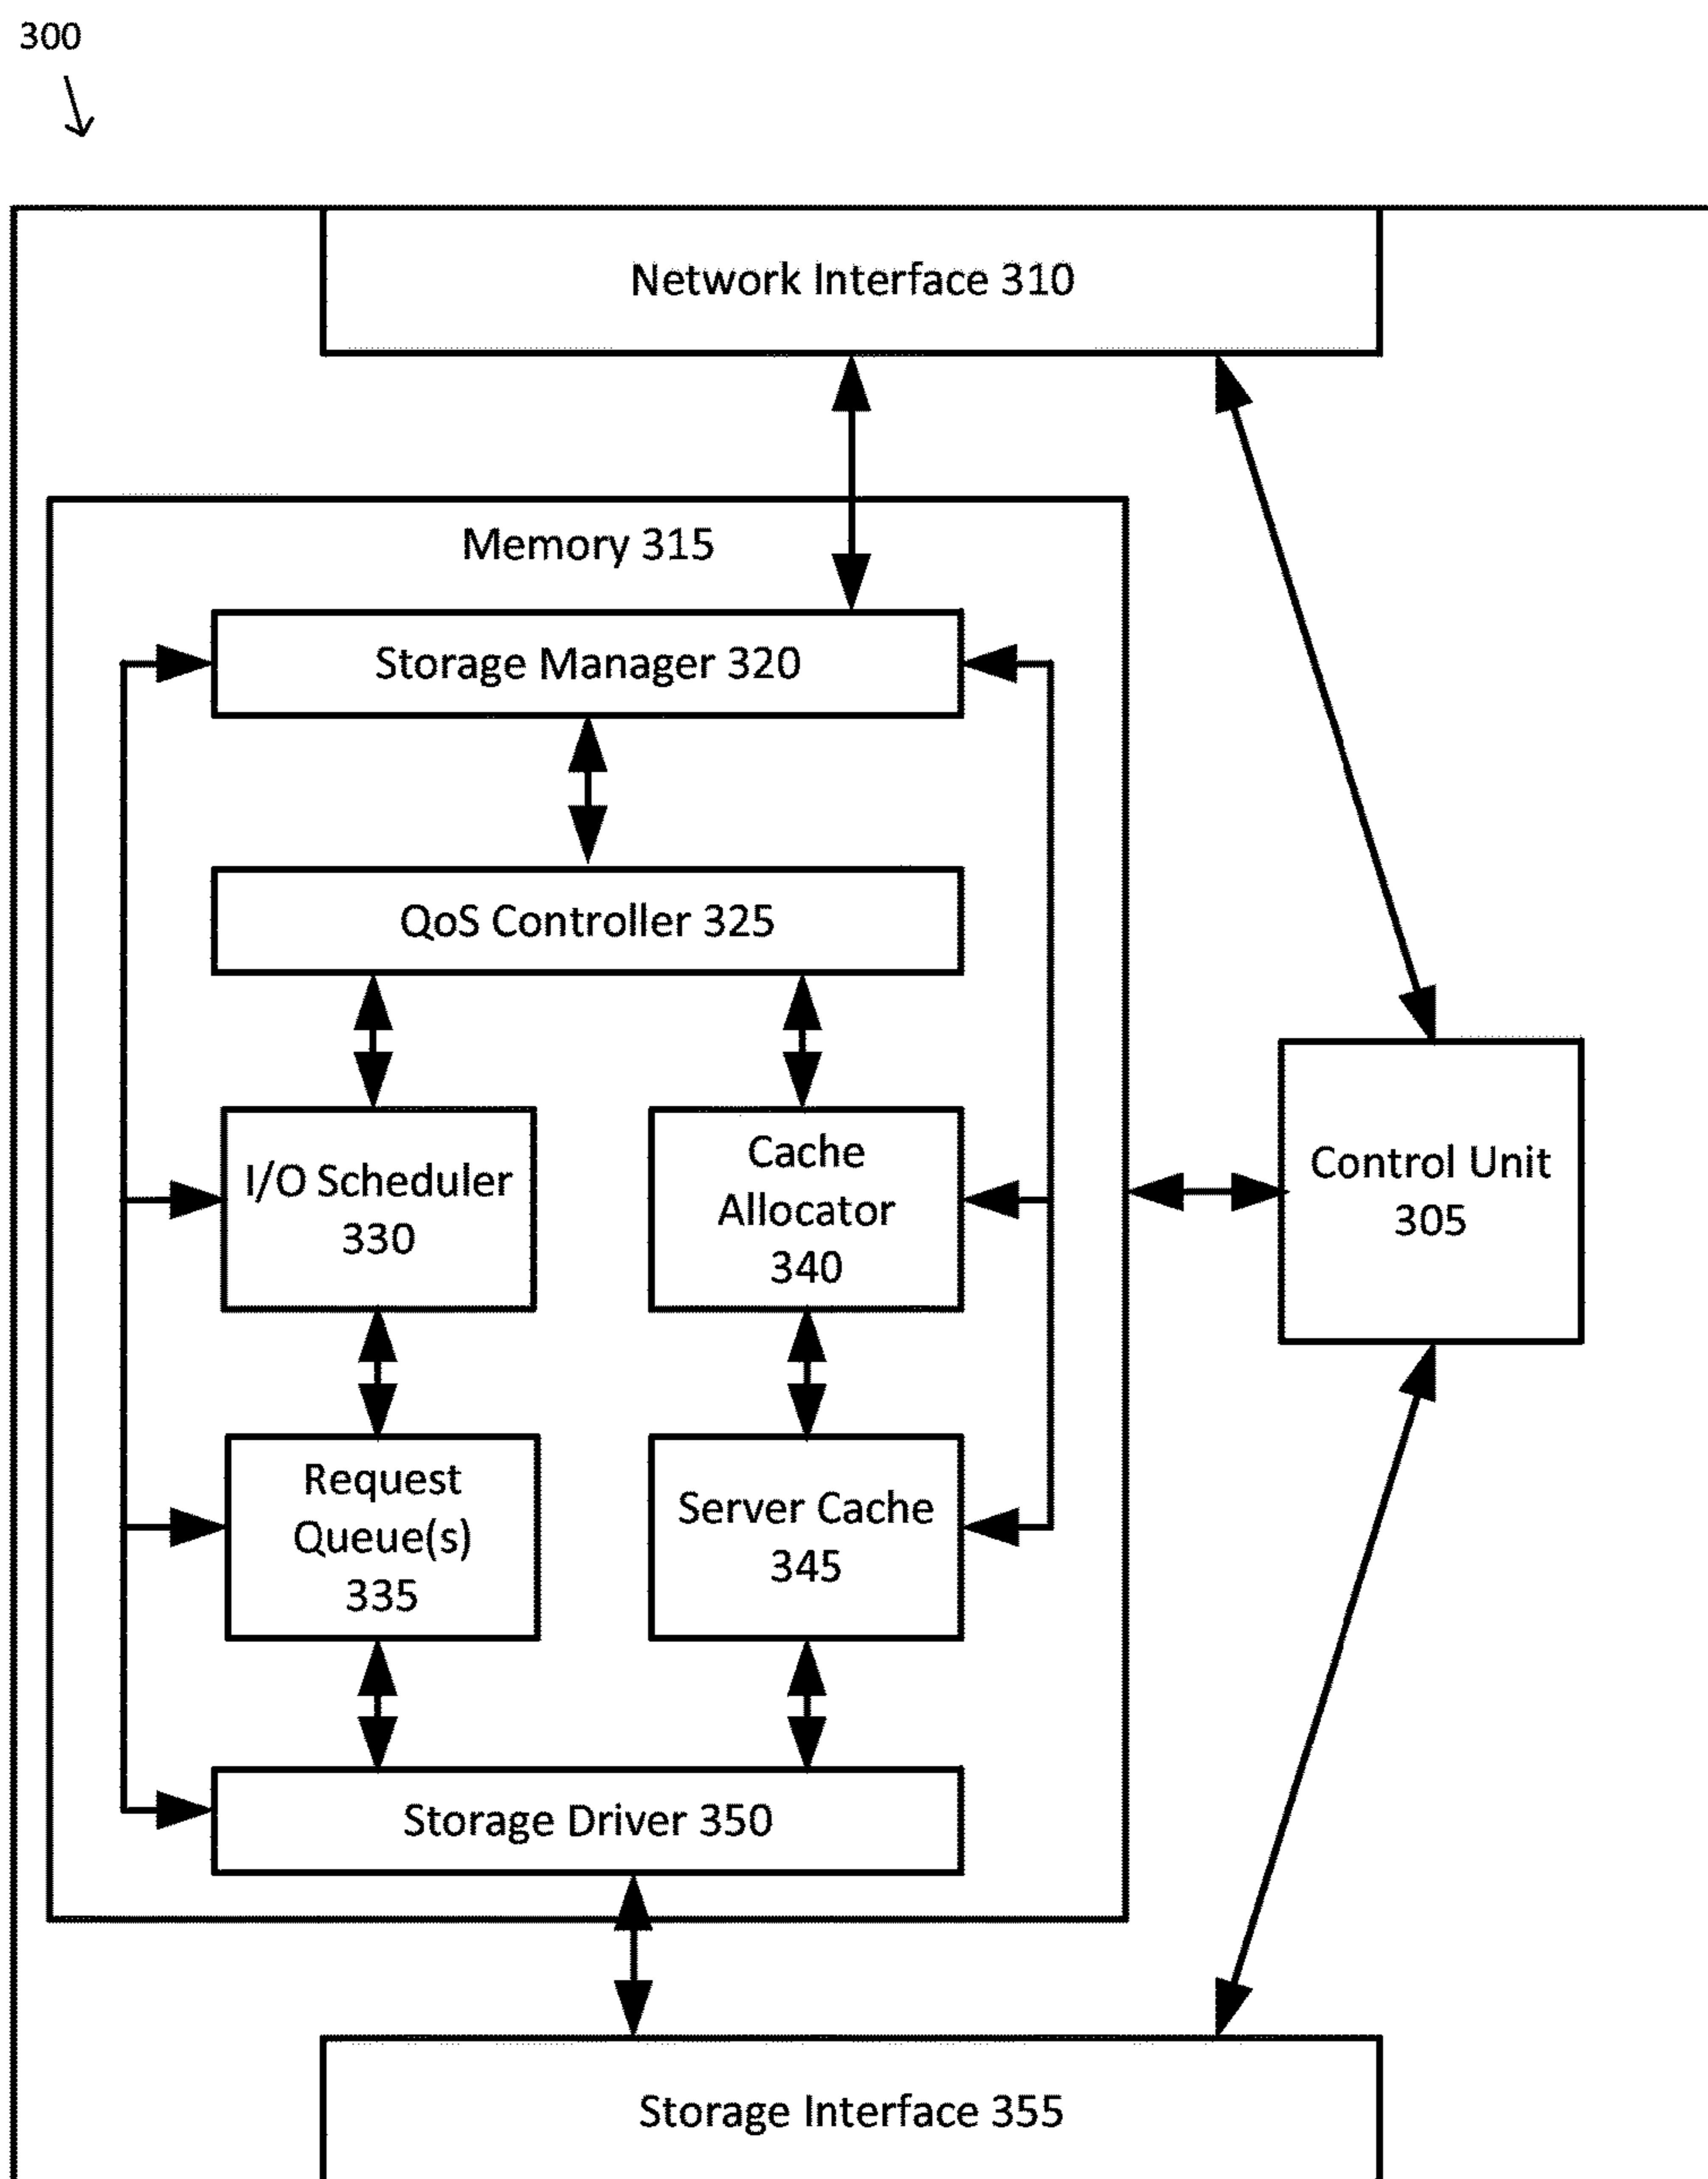 300
Network Interface 310
Memory 315
Storage Manager 320
QoS Controller 325
I/O Scheduler
330
Cache
Allocator
340
Control Unit
305
Request
Queue(s)
335
Server Cache
345
Storage Driver 350
Storage Interface 355